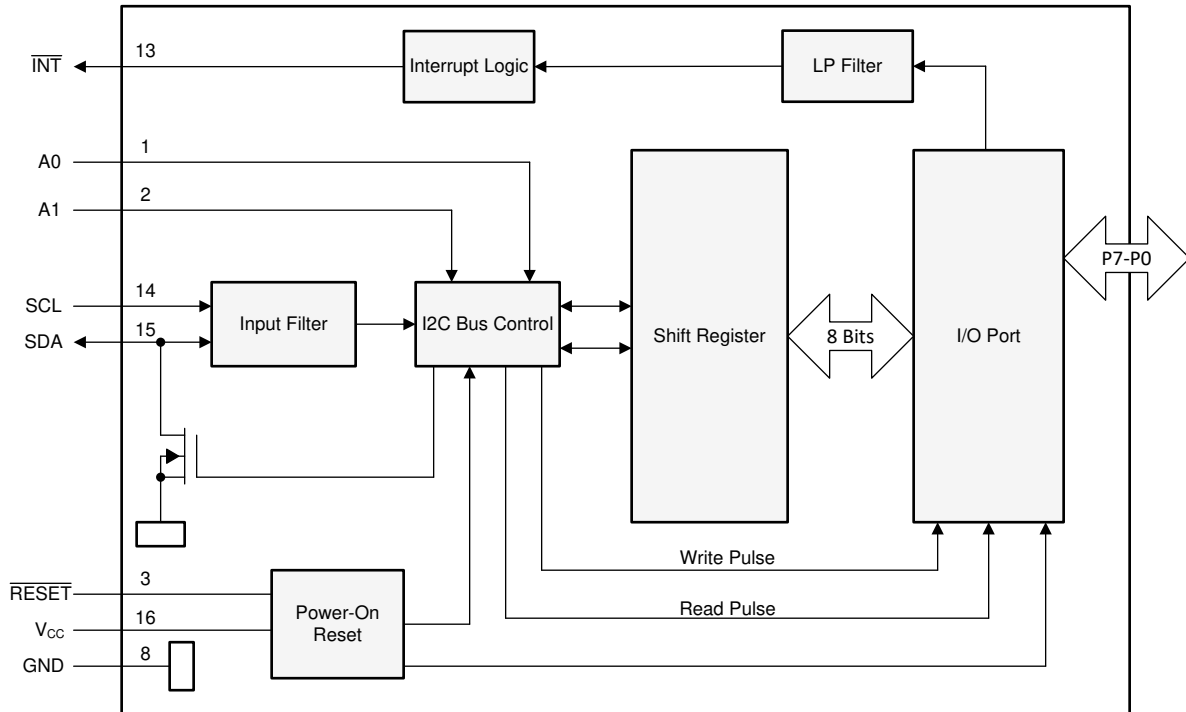 INT
13
Interrupt Logic
LP Filter
A0
1
A1
2
SCL
14
SDA
15
Input Filter
I2C Bus Control
Shift Register
8 Bits
I/O Port
P7-P0
Write Pulse
Read Pulse
RESET
3
VCC
16
GND
8
Power-On
Reset